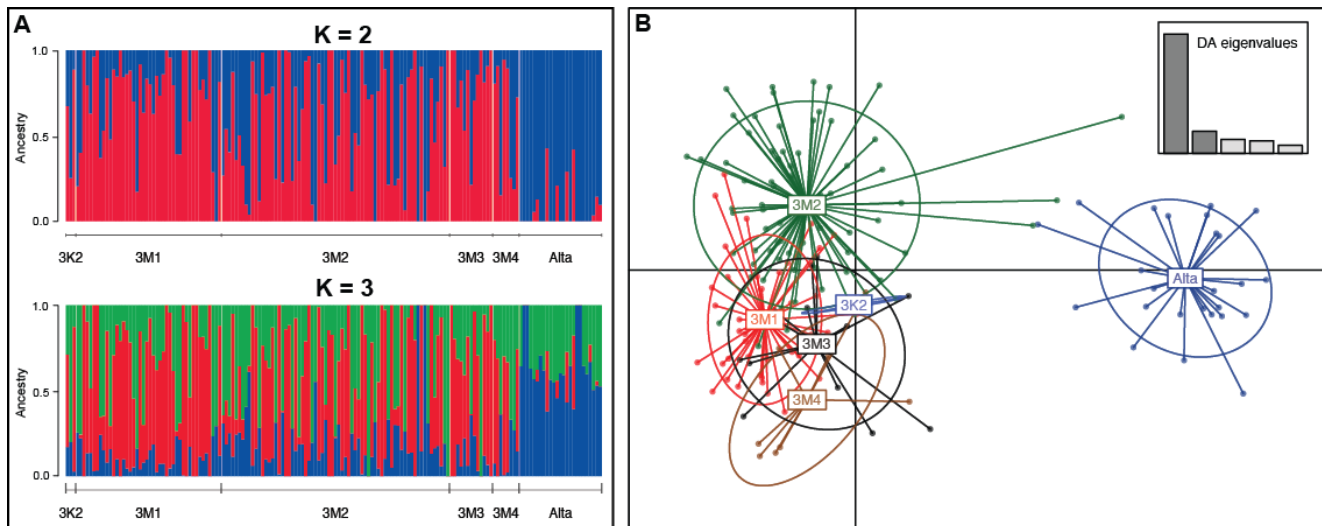 A
K = 2
1.0
0.5
0.0
Ancestry
3K2 3M1 3M2 3M3 3M4 Alta
K = 3
1.0
0.5
0.0
Ancestry
3K2 3M1 3M2 3M3 3M4 Alta
B
DA eigenvalues
3M2
Alta
3K2
3M1
3M3
3M4